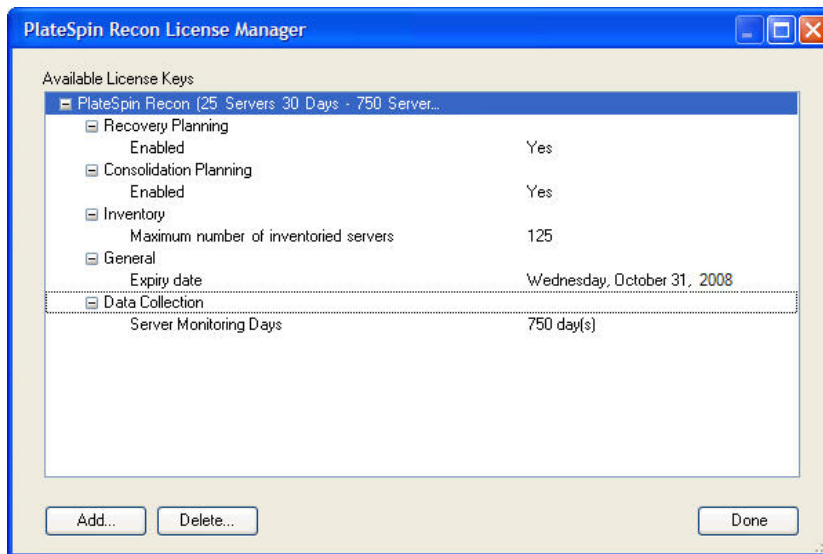 PlateSpin Recon License Manager
Available License Keys
PlateSpin Recon (25 Servers 30 Days - 750 Server...
Recovery Planning
Enabled Yes
Consolidation Planning
Enabled Yes
Inventory
Maximum number of inventoried servers 125
General
Expiry date Wednesday, October 31, 2008
Data Collection
Server Monitoring Days 750 day(s)
Add... Delete... Done